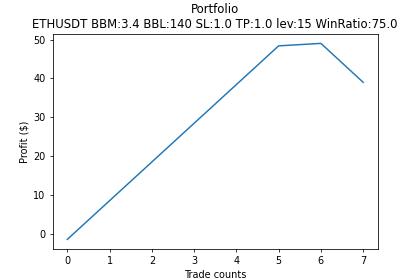 Portfolio
ETHUSDT BBM:3.4 BBL:140 SL:1.0 TP:1.0 lev:15 WinRatio:75.0
50
40
30
20
10
0
Profit ($)
0 1 2 3 4 5 6 7
Trade counts